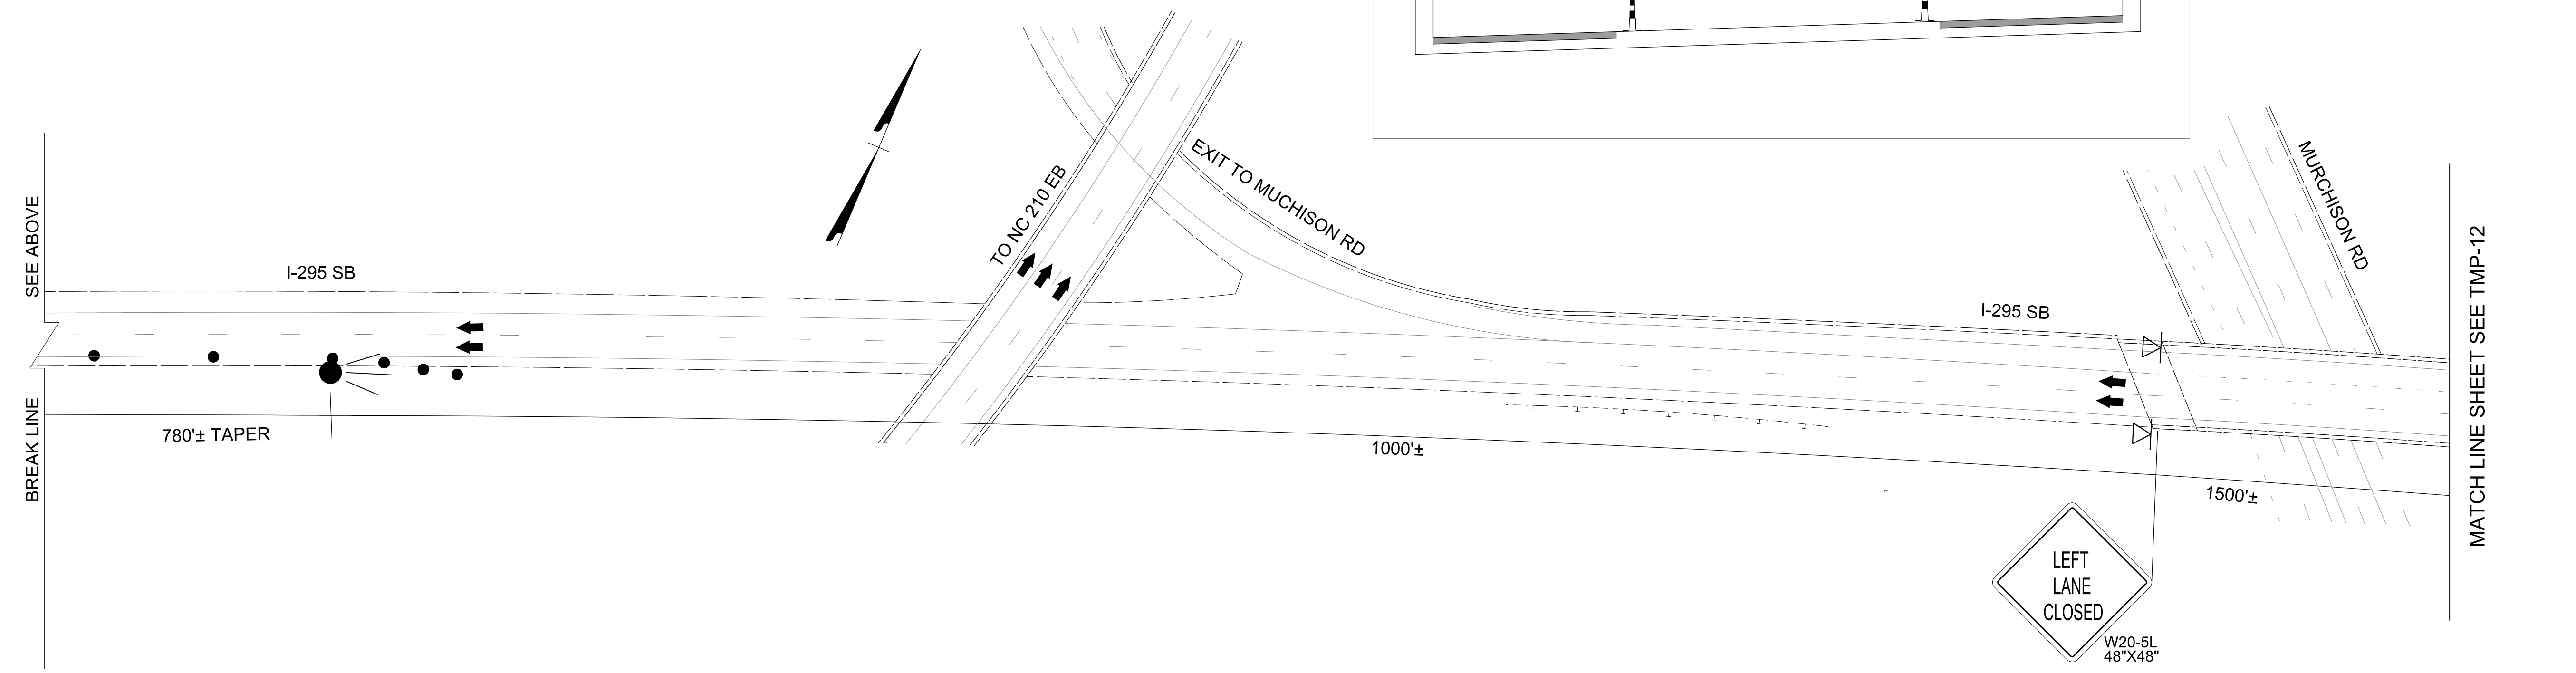 SEE ABOVE
BREAK LINE
I-295 SB
780'± TAPER
TO NC 210 EB
EXIT TO MUCHISON RD
1000'±
I-295 SB
MURCHISON RD
1500'±
MATCH LINE SHEET SEE TMP-12
LEFT
LANE
CLOSED
W20-5L
48"X48"